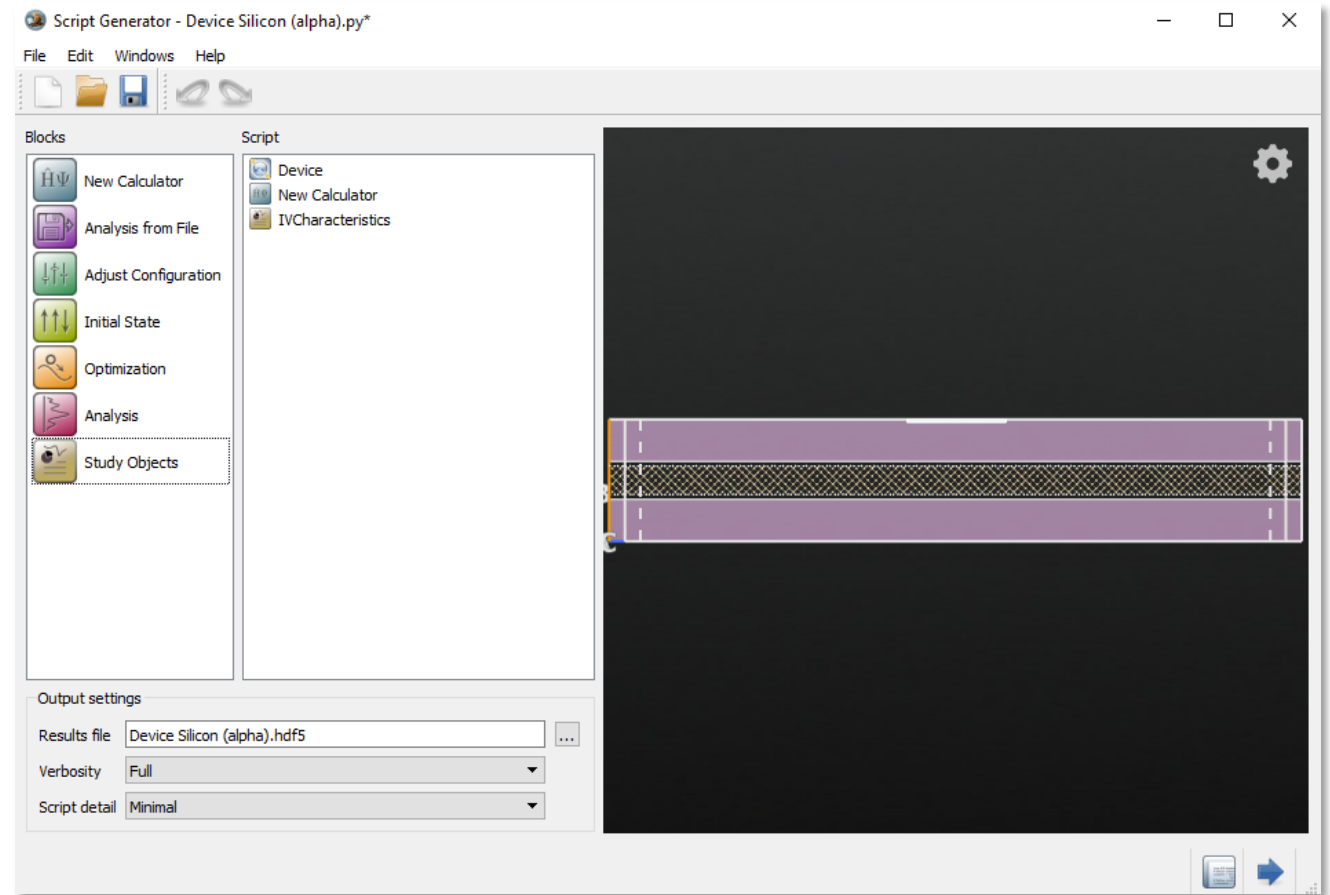 Script Generator - Device Silicon (alpha).py*
File Edit Windows Help
Blocks
Script
ĤΨ New Calculator
Analysis from File
Adjust Configuration
Initial State
Optimization
Analysis
Study Objects
Device
New Calculator
IVCharacteristics
C
Output settings
Results file Device Silicon (alpha).hdf5 ...
Verbosity Full
Script detail Minimal